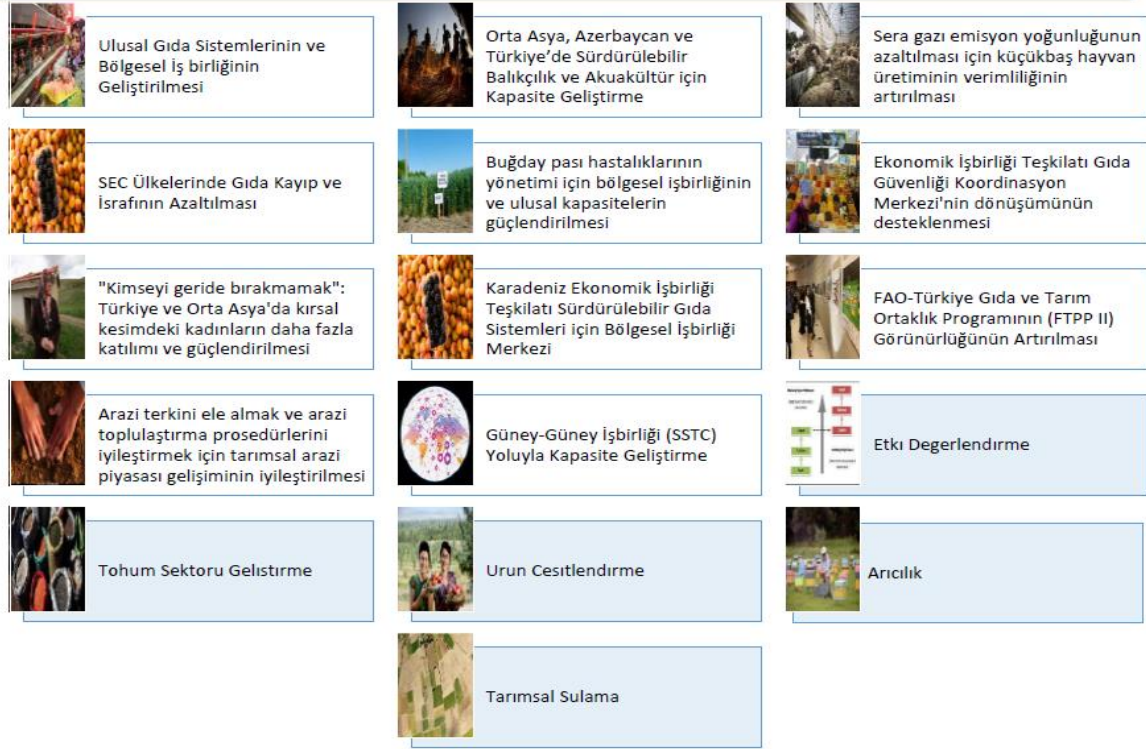 Ulusal Gıda Sistemlerinin ve
Bölgesel İş birliğinin
Geliştirilmesi
Orta Asya, Azerbaycan ve
Türkiye’de Sürdürülebilir
Balıkçılık ve Akuakültür için
Kapasite Geliştirme
Sera gazı emisyon yoğunluğunun
azaltılması için küçükbaş hayvan
üretiminin verimliliğinin
artırılması
SEC Ülkelerinde Gıda Kayıp ve
İsrafının Azaltılması
Buğday pası hastalıklarının
yönetimi için bölgesel işbirliğinin
ve ulusal kapasitelerin
güçlendirilmesi
Ekonomik İşbirliği Teşkilatı Gıda
Güvenliği Koordinasyon
Merkezi'nin dönüşümünün
desteklenmesi
"Kimseyi geride bırakmamak":
Türkiye ve Orta Asya'da kırsal
kesimdeki kadınların daha fazla
katılımı ve güçlendirilmesi
Karadeniz Ekonomik İşbirliği
Teşkilatı Sürdürülebilir Gıda
Sistemleri için Bölgesel İşbirliği
Merkezi
FAO-Türkiye Gıda ve Tarım
Ortaklık Programının (FTPP II)
Görünürlüğünün Artırılması
Arazi terkini ele almak ve arazi
toplulaştırma prosedürlerini
iyileştirmek için tarımsal arazi
piyasası gelişiminin iyileştirilmesi
Güney-Güney İşbirliği (SSTC)
Yoluyla Kapasite Geliştirme
Etkı Degerlendırme
Tohum Sektoru Gelıstırme
Urun Cesıtlendırme
Arıcılık
Tarımsal Sulama